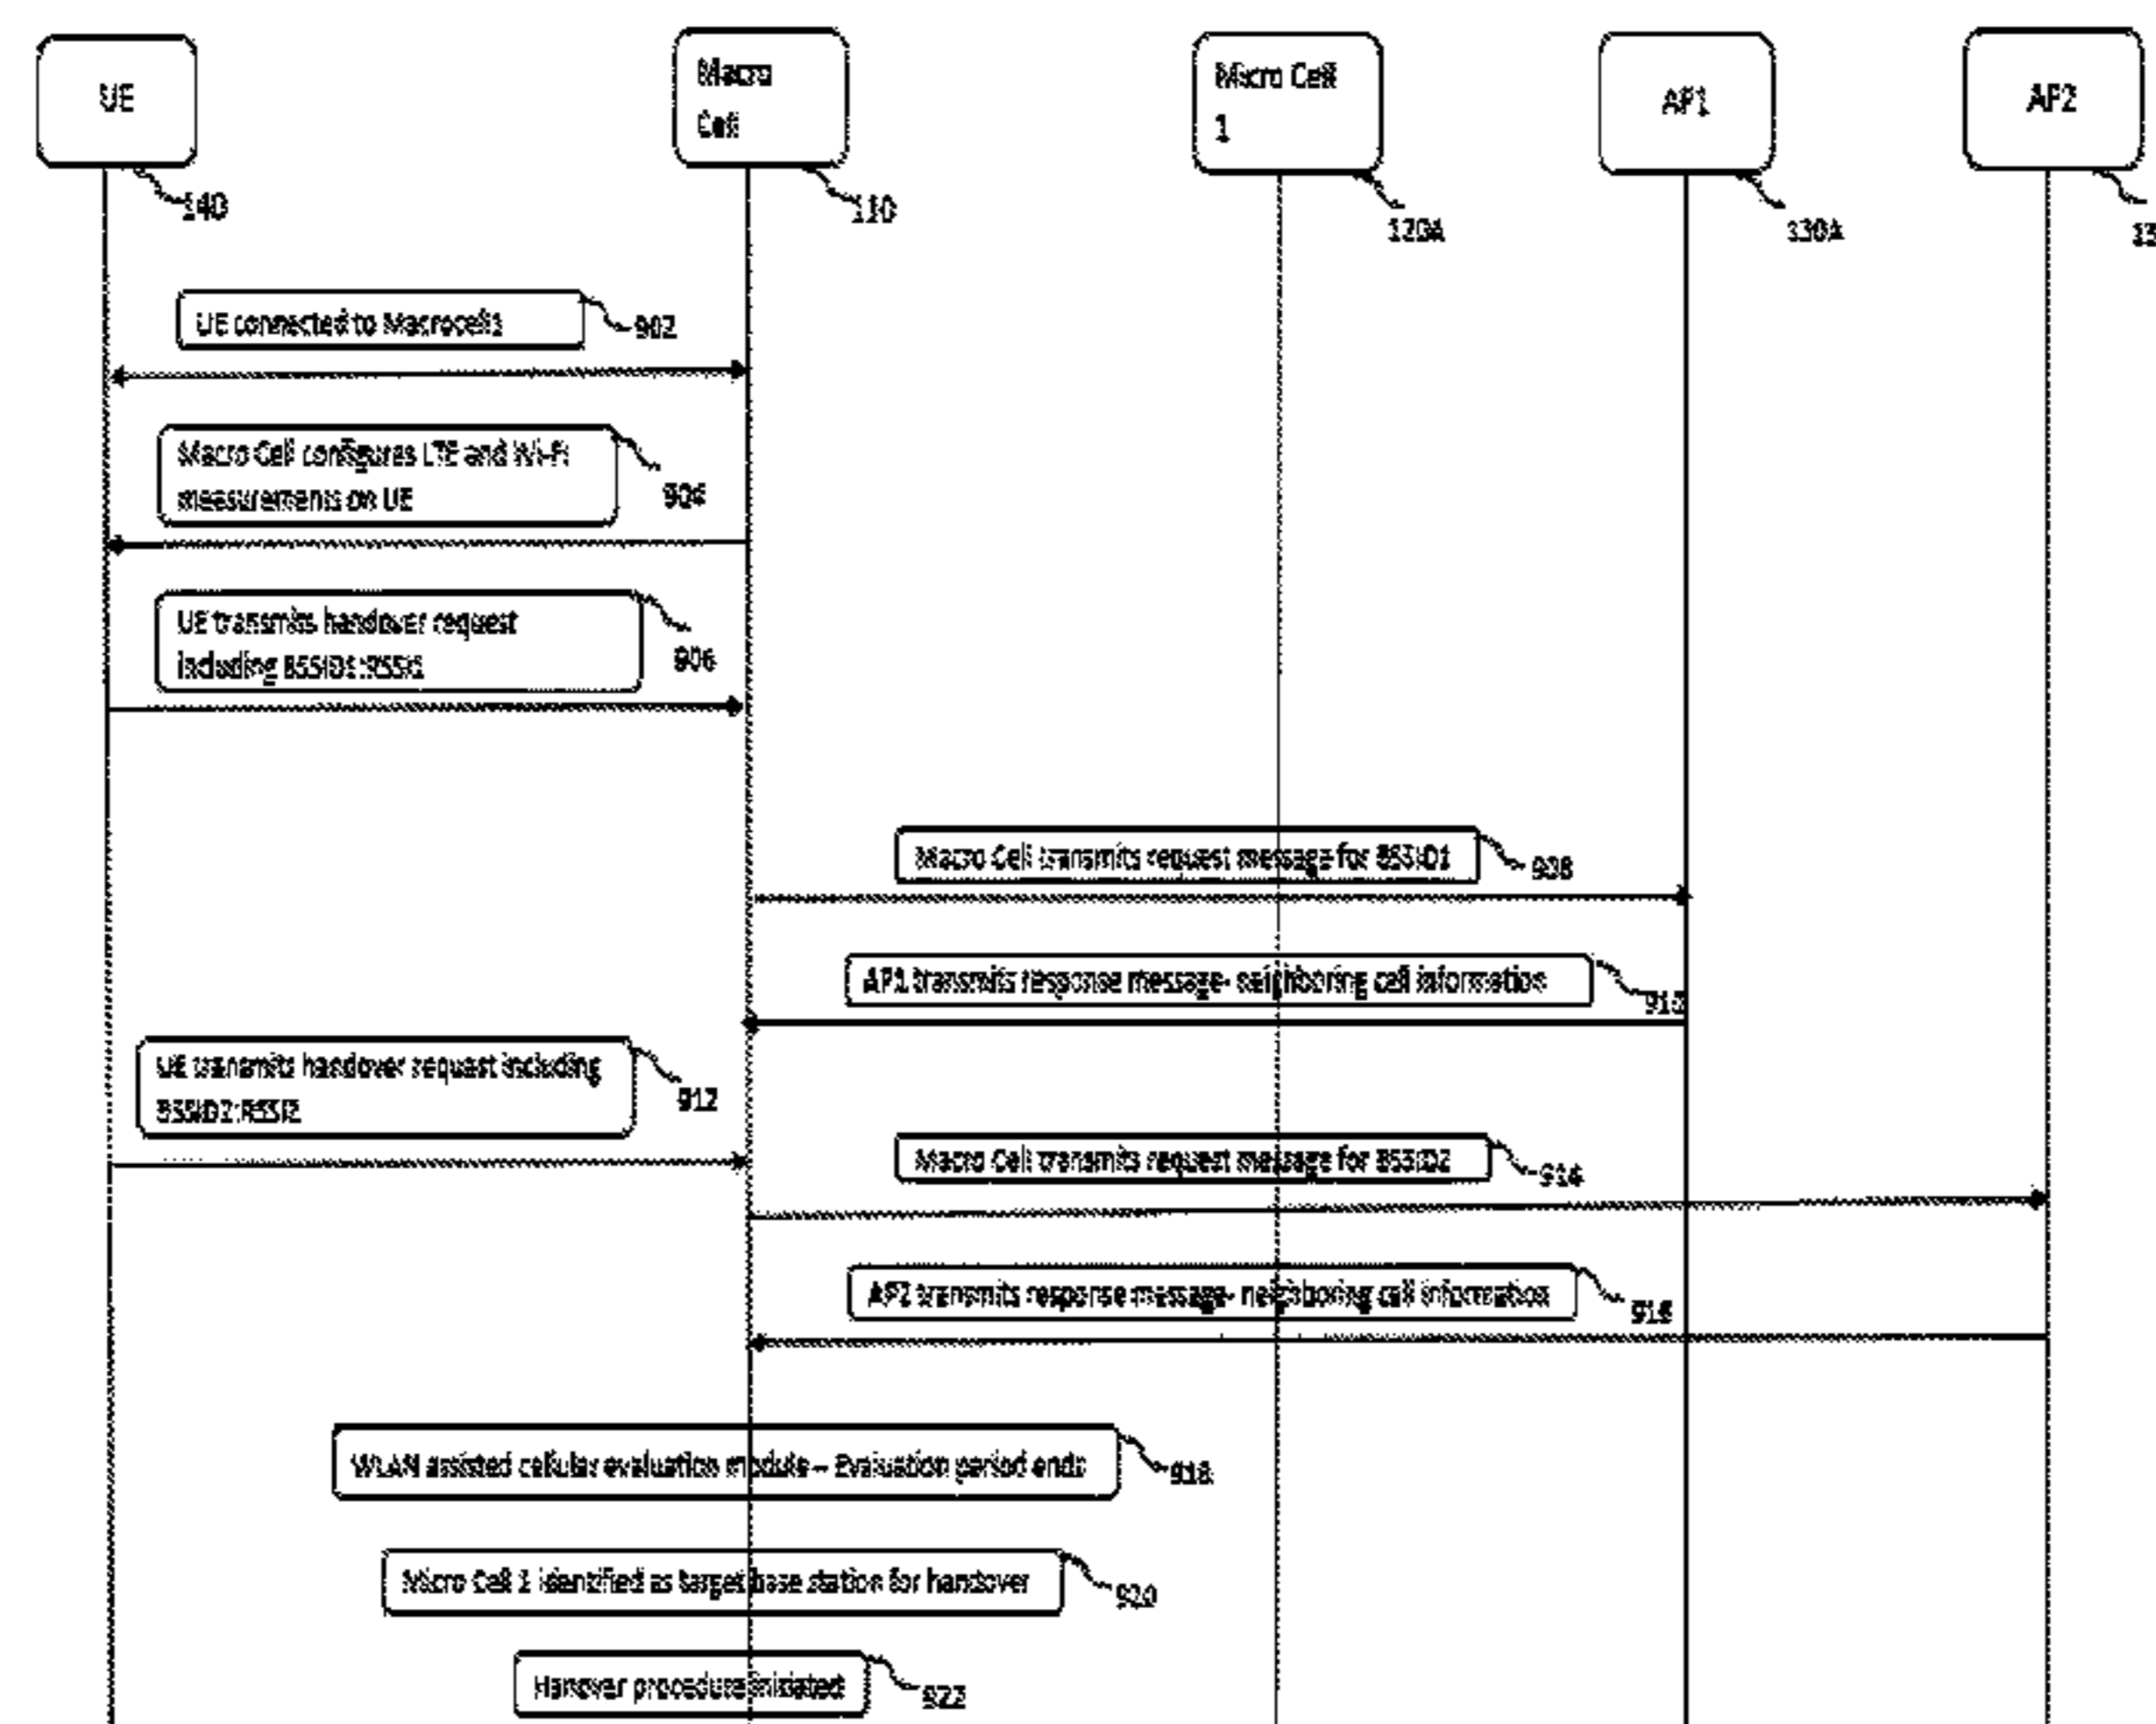 UE
Macro
Cell
Micro Cell
1
AP1
AP2
140
110
120A
130A
13
UE connected to Macrocell1
902
Macro Cell configures LTE and Wi-Fi
measurements on UE
904
UE transmits handover request
including BSSID1:RSSI1
906
Macro Cell transmits request message for BSSID1
908
AP1 transmits response message- neighboring cell information
910
UE transmits handover request including
BSSID2:RSSI2
912
Macro Cell transmits request message for BSSID2
914
AP2 transmits response message- neighboring cell information
916
WLAN assisted cellular evaluation module – Evaluation period ends
918
Micro Cell 1 identified as target base station for handover
920
Hanover procedure initiated
922